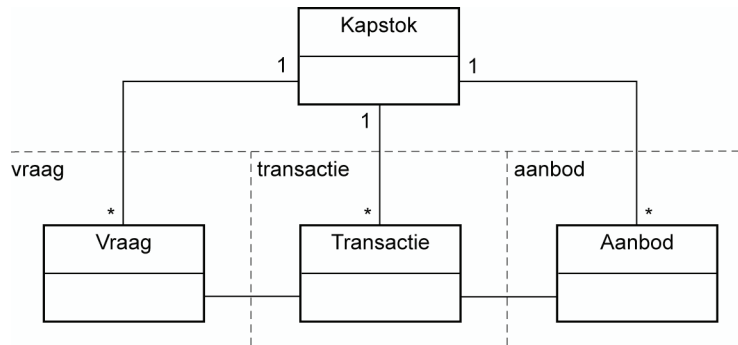 Kapstok
1
1
1
vraag
transactie
aanbod
*
*
*
Vraag
Transactie
Aanbod